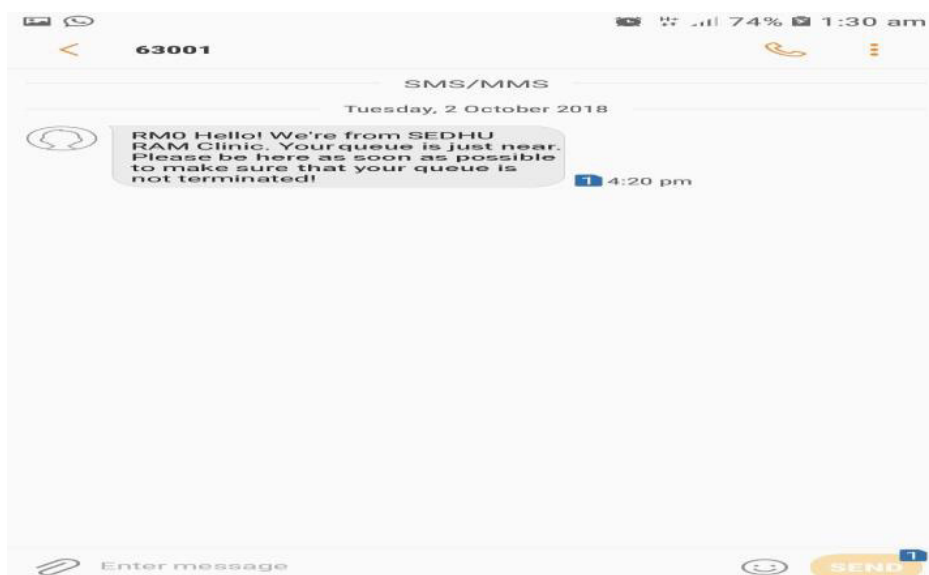 74% 1:30 am
63001
SMS/MMS
Tuesday, 2 October 2018
RM0 Hello! We're from SEDHU
RAM Clinic. Your queue is just near.
Please be here as soon as possible
to make sure that your queue is
not terminated!
1 4:20 pm
Enter message
SEND 1